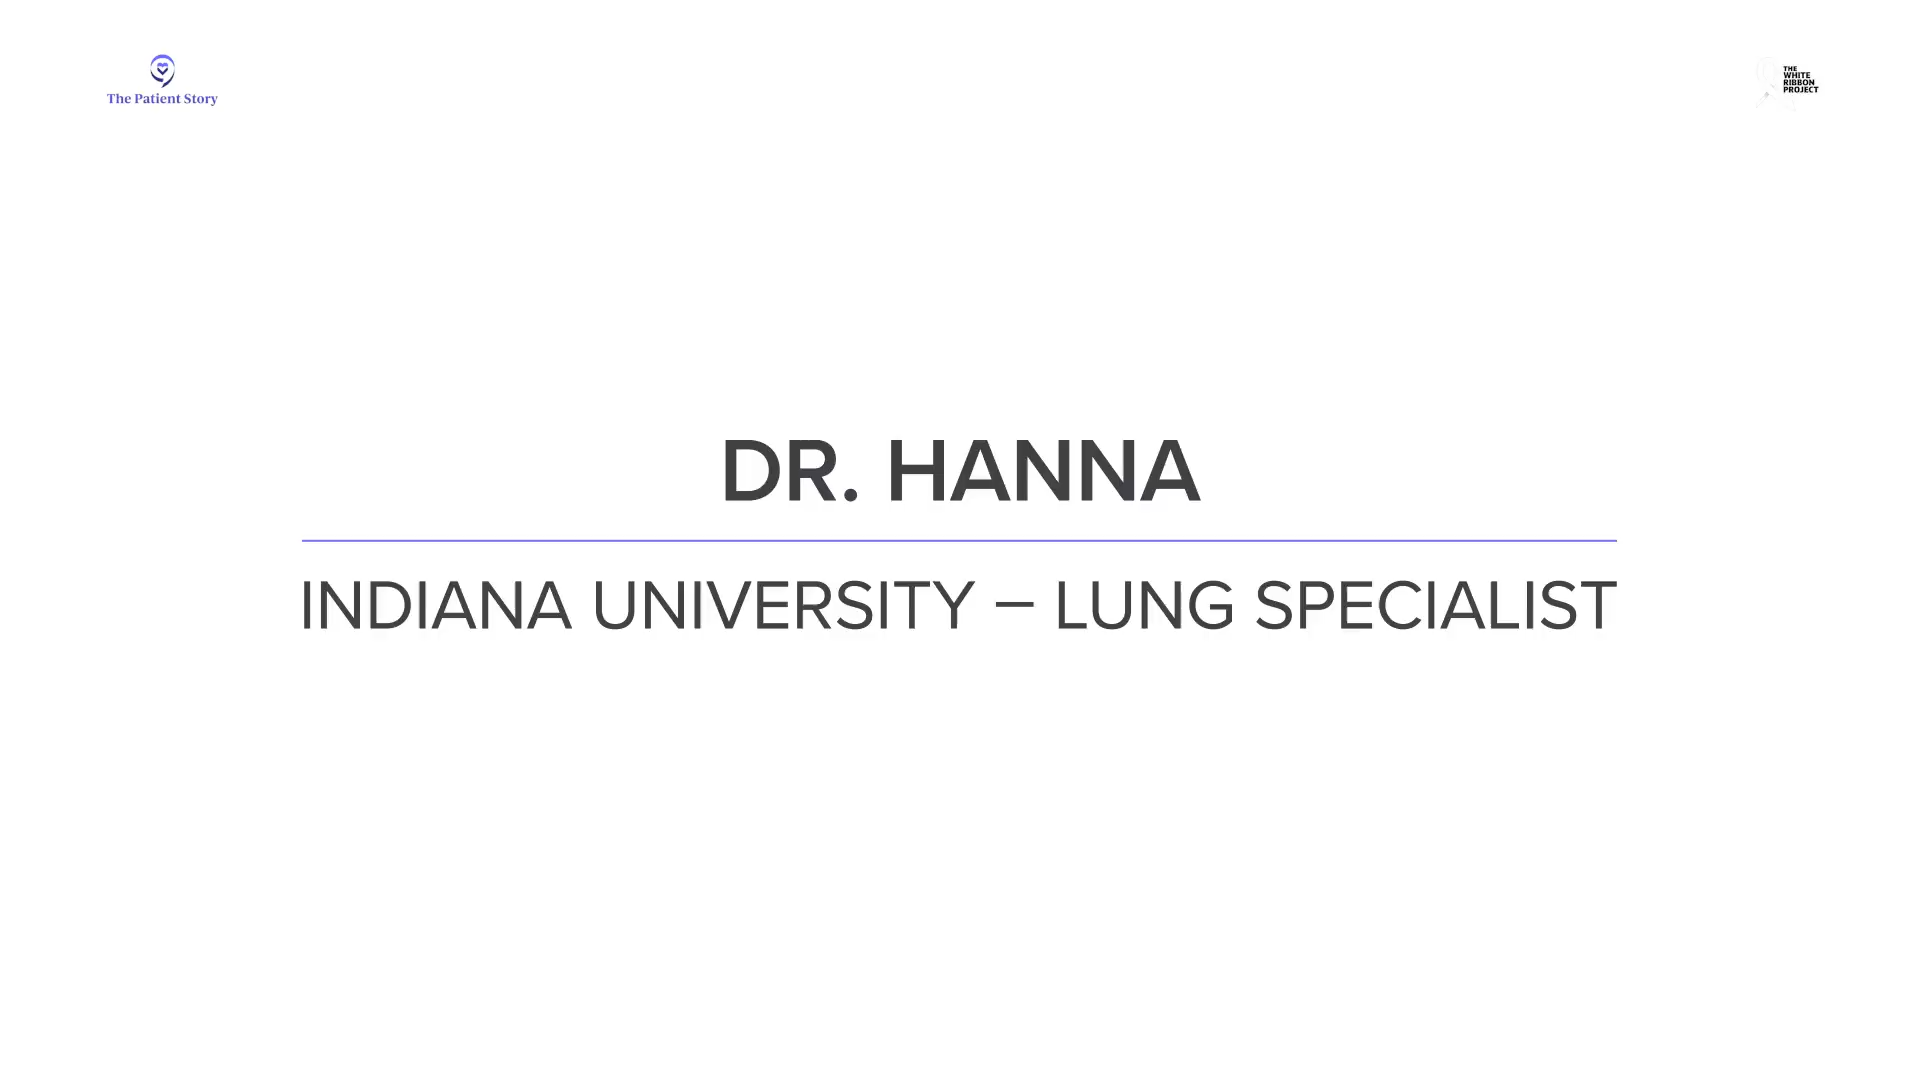 The Patient Story
THE
WHITE
RIBBON
PROJECT
DR. HANNA
INDIANA UNIVERSITY – LUNG SPECIALIST